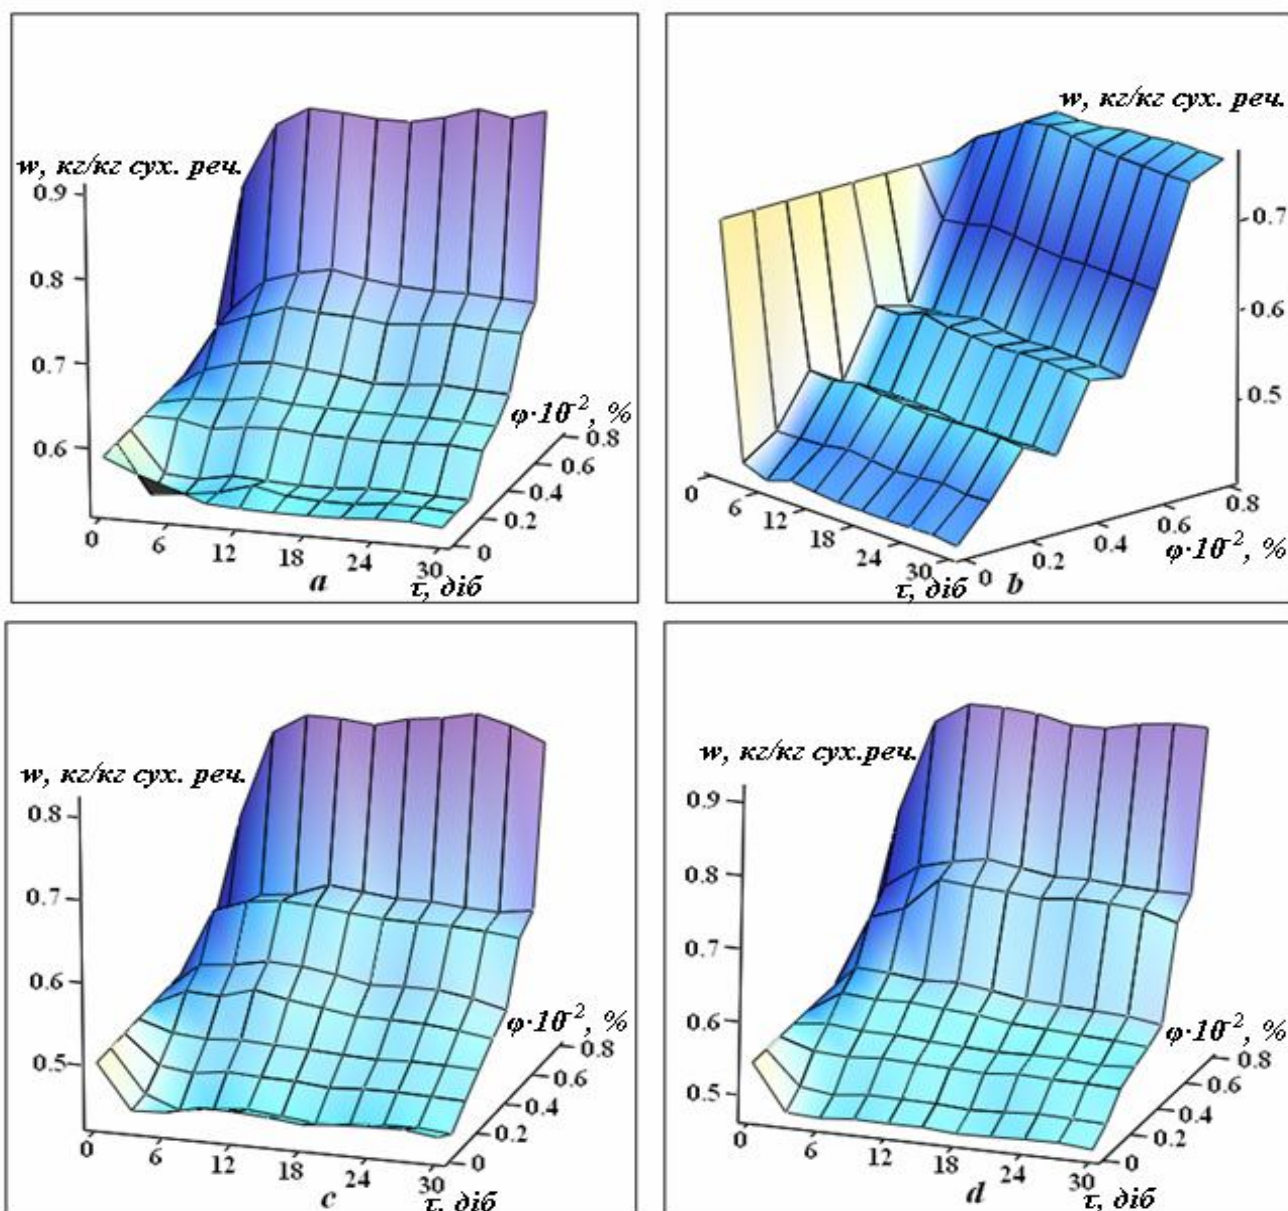 w, кг/кг сух. реч.
0.9
0.8
0.7
0.6
φ·10⁻², %
0.8
0.6
0.4
0.2
0
0 6 12 18 24 30
a
τ, діб
w, кг/кг сух. реч.
0.7
0.6
0.5
0 6 12 18 24 30
τ, діб
0 0.2 0.4 0.6 0.8
φ·10⁻², %
b
w, кг/кг сух. реч.
0.8
0.7
0.6
0.5
φ·10⁻², %
0.8
0.6
0.4
0.2
0
0 6 12 18 24 30
c
τ, діб
w, кг/кг сух.реч.
0.9
0.8
0.7
0.6
0.5
φ·10⁻², %
0.8
0.6
0.4
0.2
0
0 6 12 18 24 30
d
τ, діб